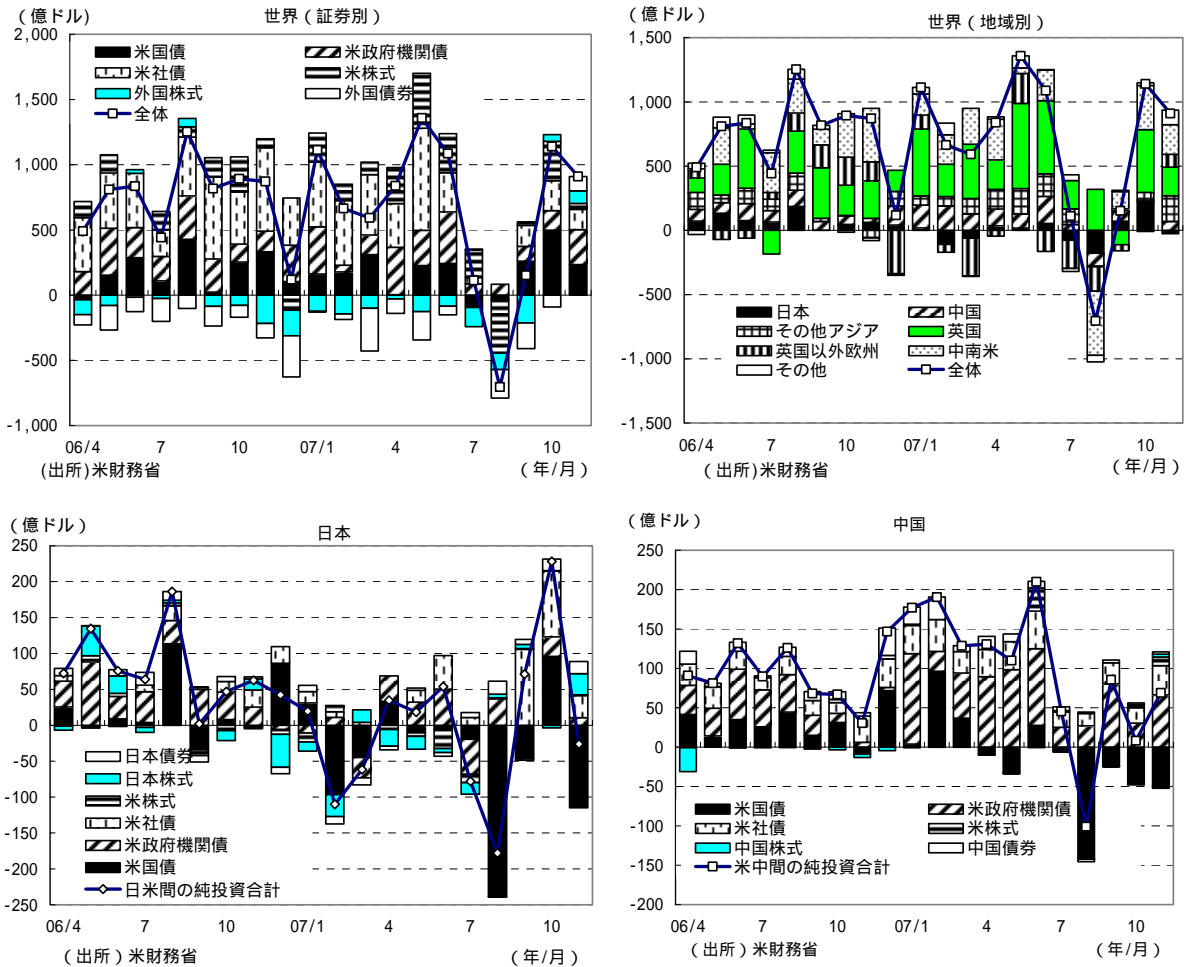 （億ドル）
世界（証券別）
2,000
1,500
1,000
500
0
-500
-1,000
米国債
米政府機関債
米社債
米株式
外国株式
外国債券
全体
06/4
7
10
07/1
4
7
10
(出所)米財務省
（年/月）
（億ドル）
世界（地域別）
1,500
1,000
500
0
-500
-1,000
-1,500
日本
中国
その他アジア
英国
英国以外欧州
中南米
その他
全体
06/4
7
10
07/1
4
7
10
（出所）米財務省
（年/月）
（億ドル）
日本
250
200
150
100
50
0
-50
-100
-150
-200
-250
日本債券
日本株式
米株式
米社債
米政府機関債
米国債
日米間の純投資合計
06/4
7
10
07/1
4
7
10
（出所）米財務省
（年/月）
（億ドル）
中国
250
200
150
100
50
0
-50
-100
-150
-200
米国債
米政府機関債
米社債
米株式
中国株式
中国債券
米中間の純投資合計
06/4
7
10
07/1
4
7
10
（出所）米財務省
（年/月）